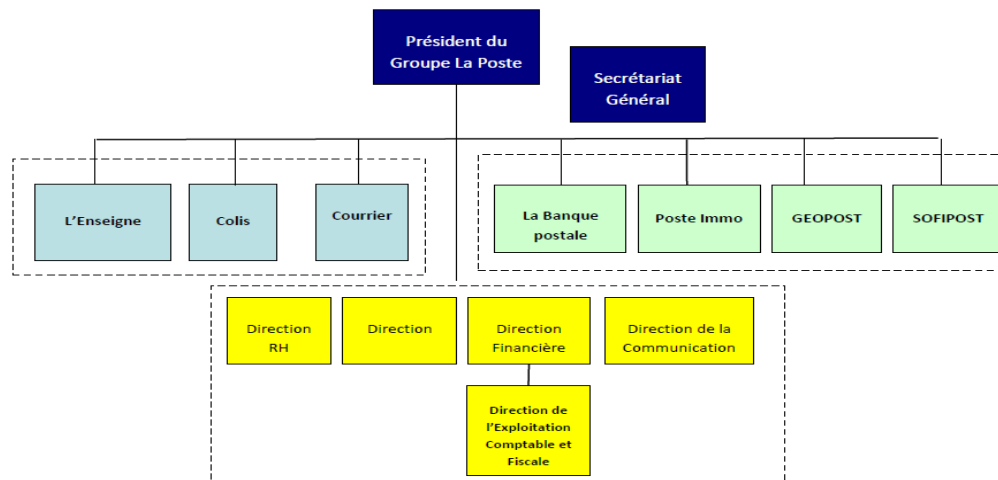 Président du
Groupe La Poste
Secrétariat
Général
L’Enseigne
Colis
Courrier
La Banque
postale
Poste Immo
GEOPOST
SOFIPOST
Direction
RH
Direction
Direction
Financière
Direction de la
Communication
Direction de
l’Exploitation
Comptable et
Fiscale